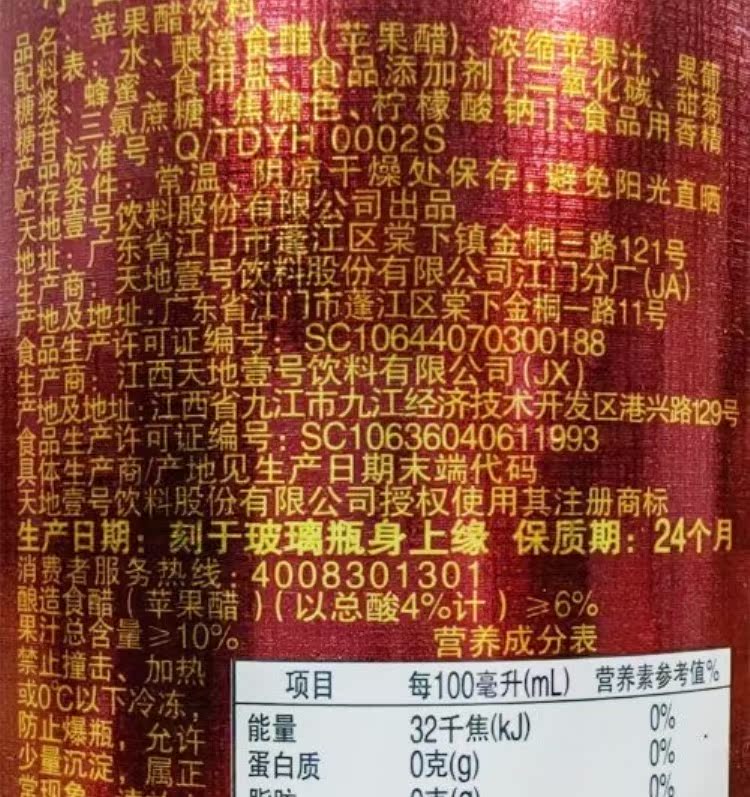 品名：苹果醋饮料
配料表：水、酿造食醋(苹果醋)、浓缩苹果汁、果葡
糖浆、蜂蜜、食用盐、食品添加剂[二氧化碳、甜菊
糖苷、三氯蔗糖、焦糖色、柠檬酸钠]、食品用香精
产品标准号：Q/TDYH 0002S
贮存条件：常温、阴凉干燥处保存，避免阳光直晒
天地壹号饮料股份有限公司出品
地址：广东省江门市蓬江区棠下镇金桐三路121号
生产商：天地壹号饮料股份有限公司江门分厂(JA)
产地及地址：广东省江门市蓬江区棠下金桐一路11号
食品生产许可证编号：SC10644070300188
生产商：江西天地壹号饮料有限公司(JX)
产地及地址：江西省九江市九江经济技术开发区港兴路129号
食品生产许可证编号：SC10636040611993
具体生产商/产地见生产日期末端代码
天地壹号饮料股份有限公司授权使用其注册商标
生产日期：刻于玻璃瓶身上缘 保质期：24个月
消费者服务热线：4008301301
酿造食醋(苹果醋)(以总酸4%计)≥6%
果汁总含量≥10%
禁止撞击、加热
或0℃以下冷冻，
防止爆瓶，允许
少量沉淀，属正
常现象
营养成分表
项目 每100毫升(mL) 营养素参考值%
能量 32千焦(kJ) 0%
蛋白质 0克(g) 0%
脂肪 0克(g) 0%